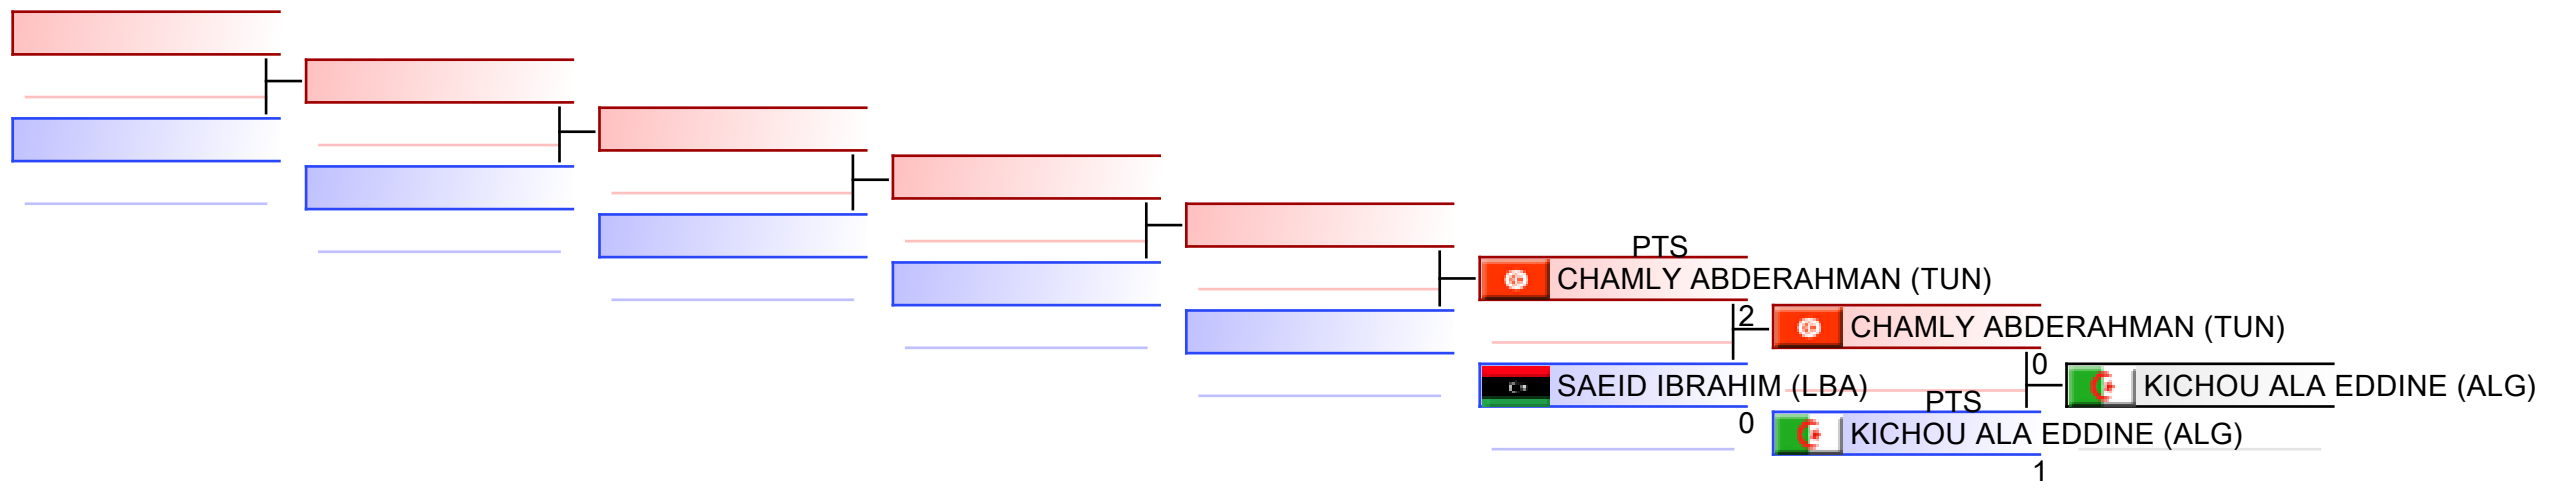 PTS
CHAMLY ABDERAHMAN (TUN)
2
CHAMLY ABDERAHMAN (TUN)
SAEID IBRAHIM (LBA)
0
KICHOU ALA EDDINE (ALG)
PTS
0
KICHOU ALA EDDINE (ALG)
1